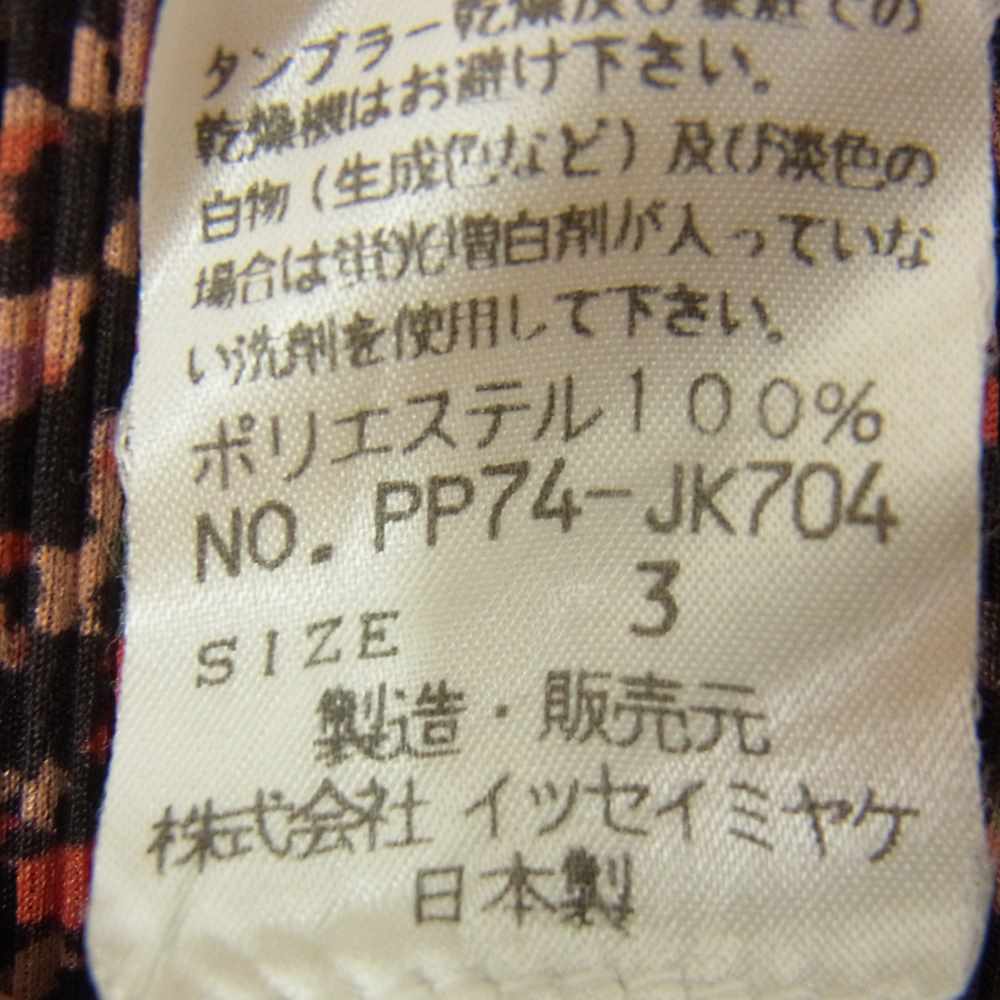 タンブラー乾燥及び家庭での
乾燥機はお避け下さい。
白物（生成色など）及び淡色の
場合は蛍光増白剤が入っていな
い洗剤を使用して下さい。
ポリエステル100%
NO. PP74-JK704
SIZE 3
製造・販売元
株式会社 イッセイミヤケ
日本製